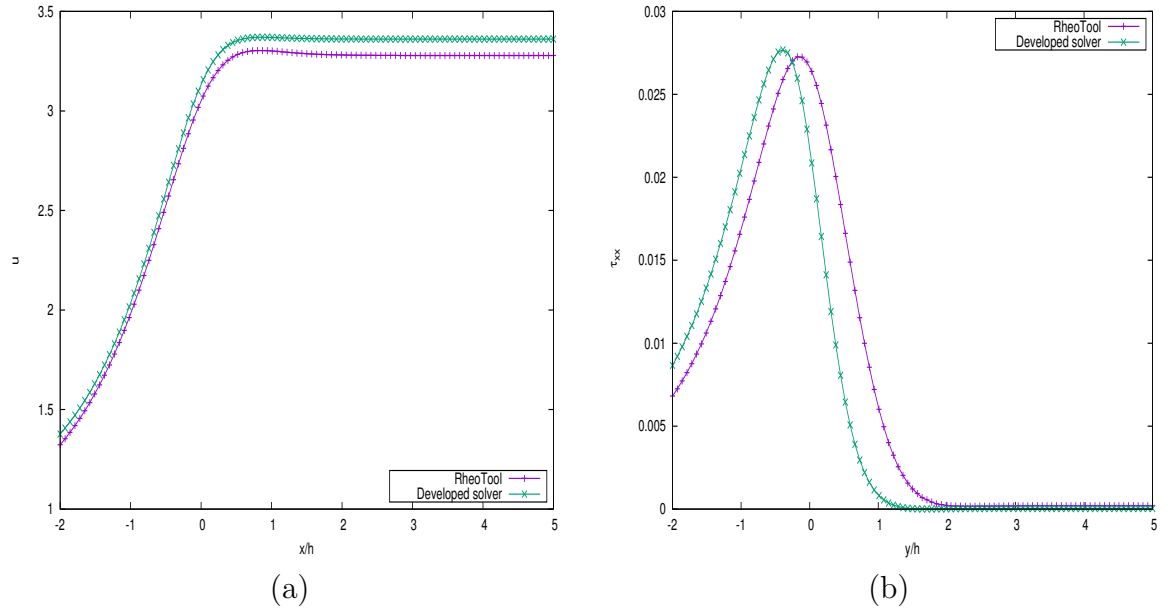 4
3.5
3
2.5
2
1.5
1
-2 -1 0 1 2 3 4 5
u
x/h
RheoTool
Developed solver
(a)
0.03
0.025
0.02
0.015
0.01
0.005
0
-2 -1 0 1 2 3 4 5
τxx
y/h
RheoTool
Developed solver
(b)